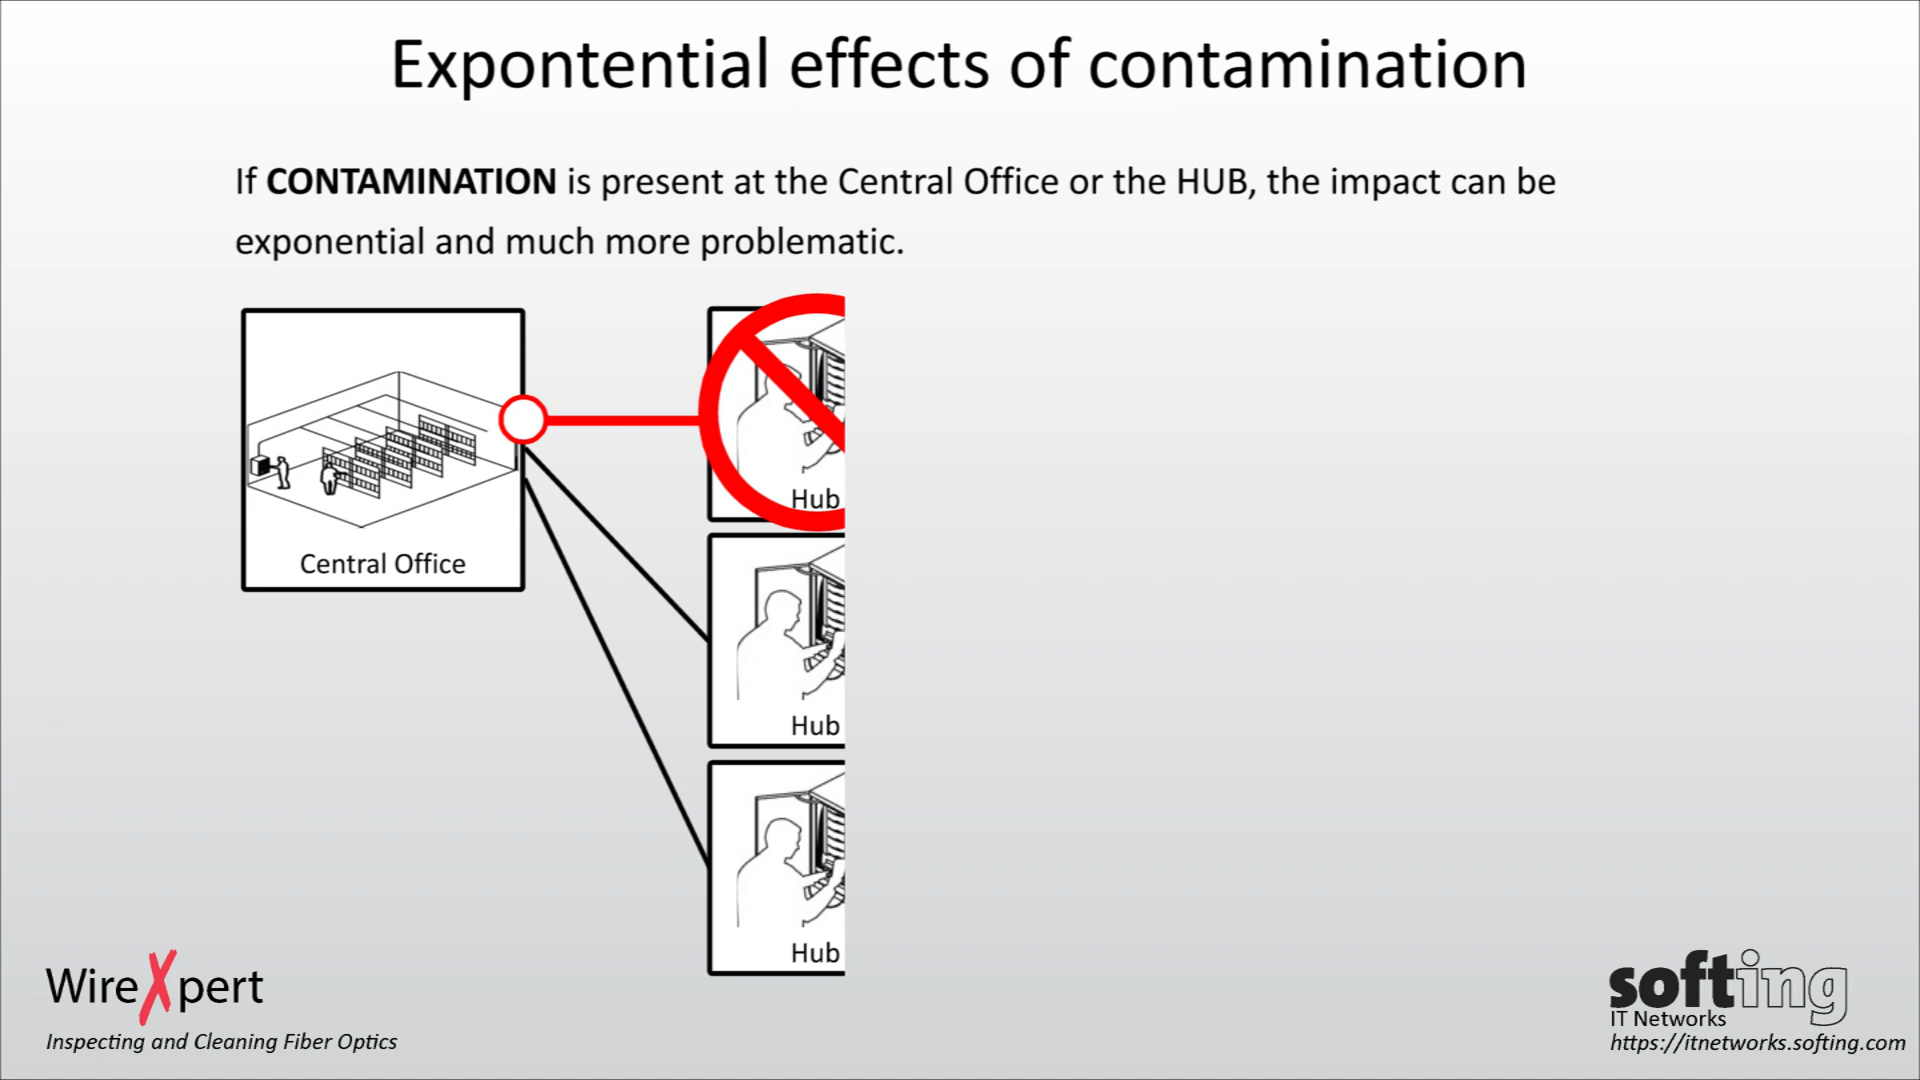 Expontential effects of contamination
If CONTAMINATION is present at the Central Office or the HUB, the impact can be
exponential and much more problematic.
Central Office
Hub
Hub
Hub
WireXpert
Inspecting and Cleaning Fiber Optics
softing
IT Networks
https://itnetworks.softing.com